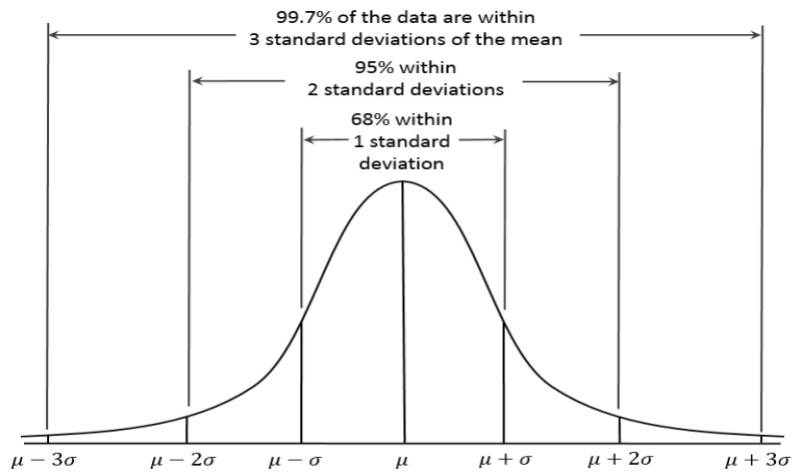 99.7% of the data are within
3 standard deviations of the mean
95% within
2 standard deviations
68% within
1 standard
deviation
μ − 3σ μ − 2σ μ − σ μ μ + σ μ + 2σ μ + 3σ